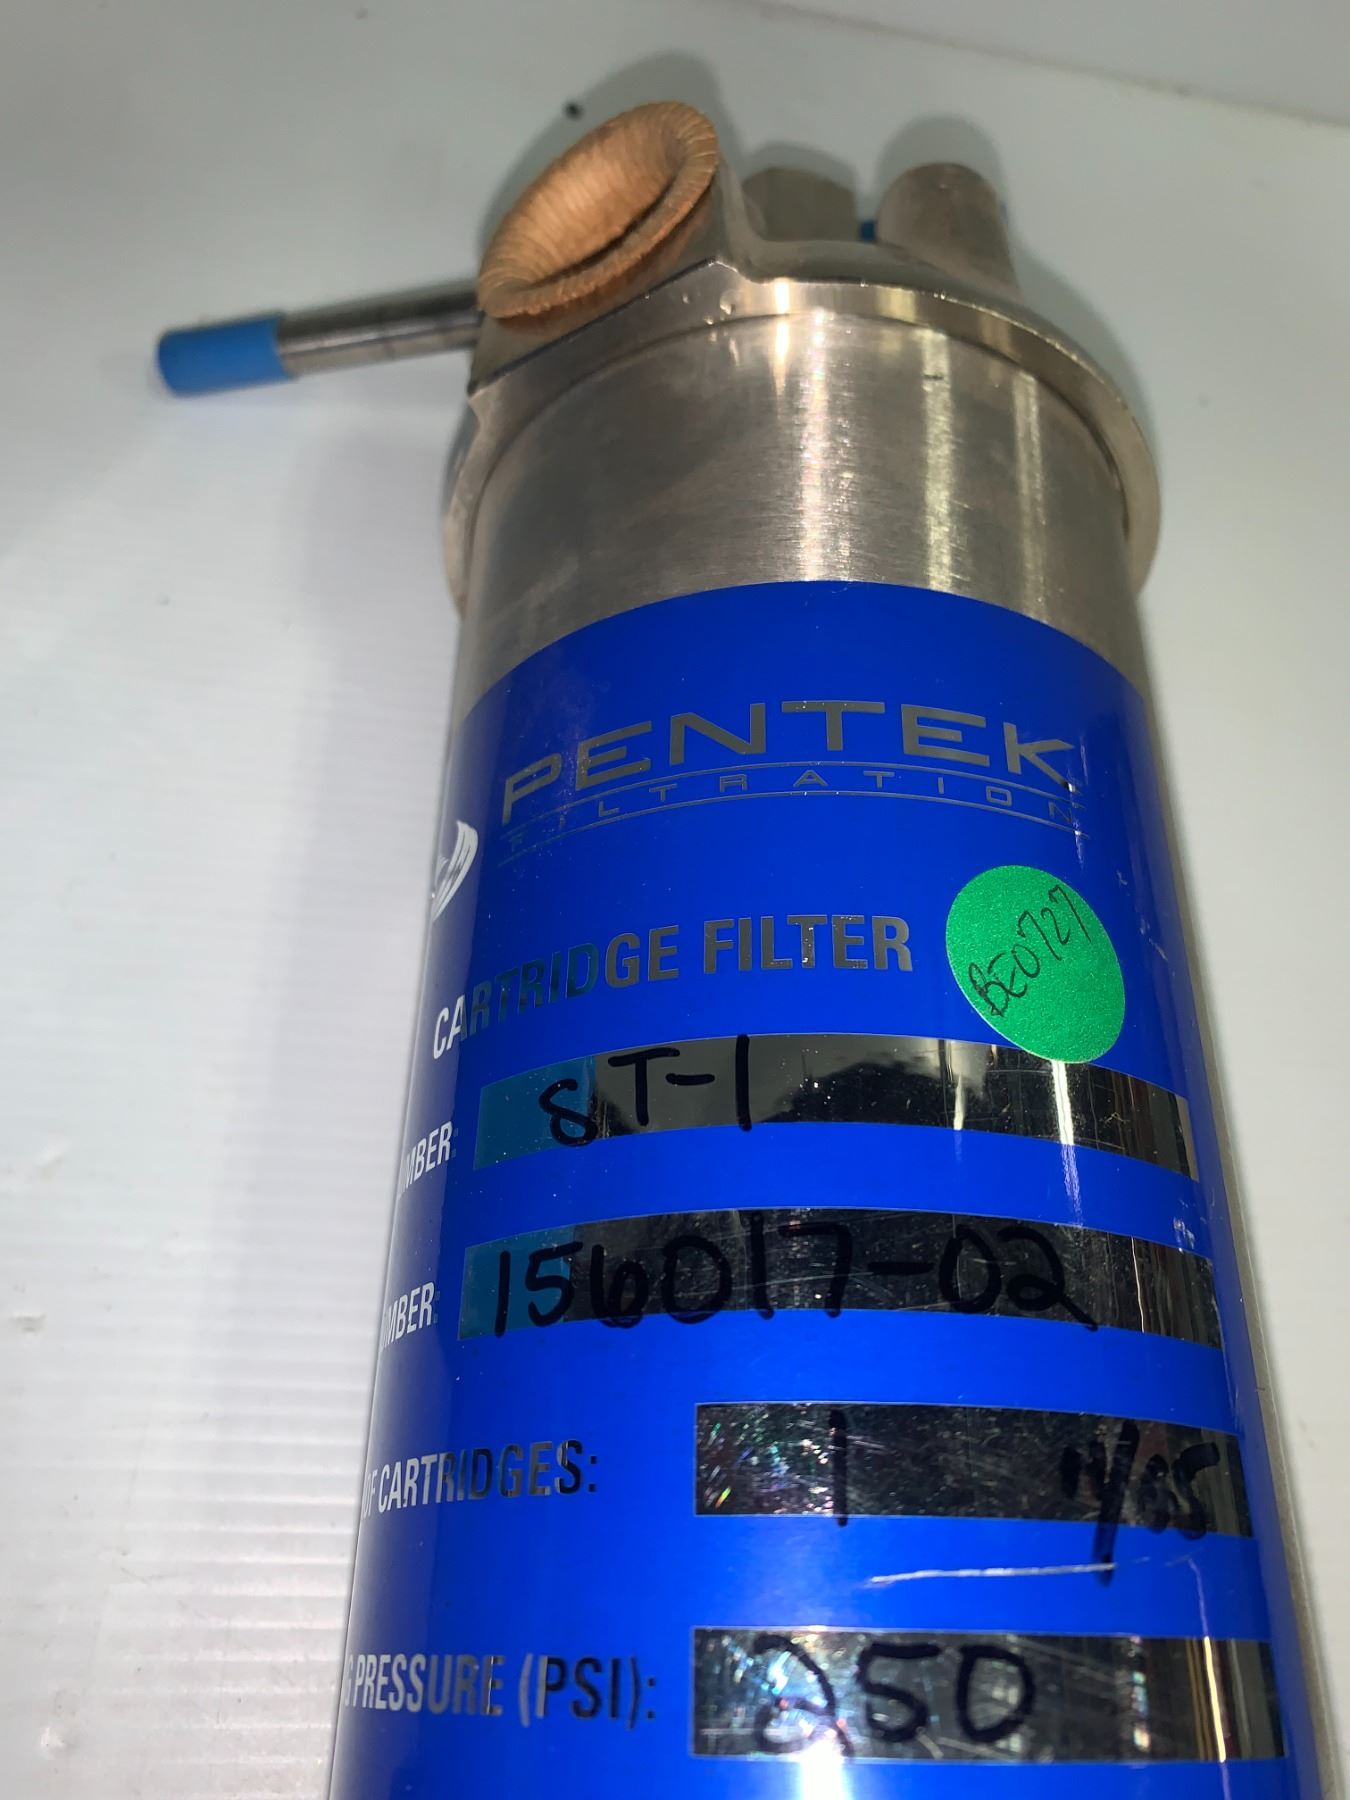 PENTEK
FILTRATION
CARTRIDGE FILTER
BE0727
MBER: ST-1
MBER: 156017-02
OF CARTRIDGES: 1
G PRESSURE (PSI): 250